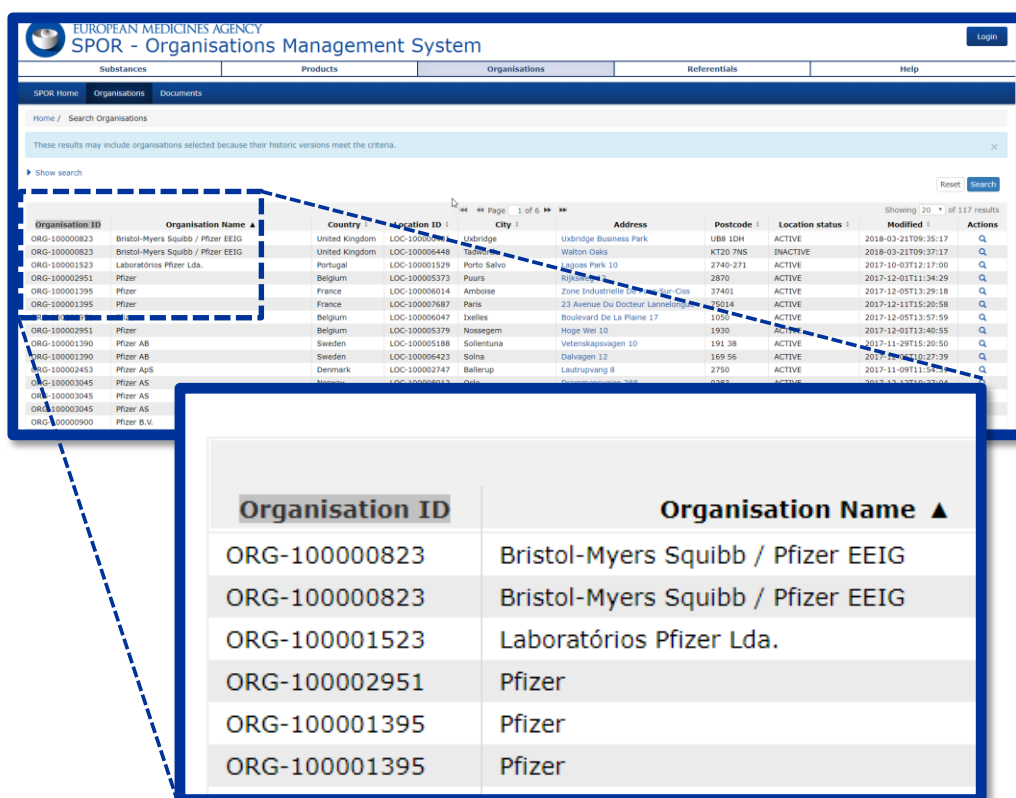 EUROPEAN MEDICINES AGENCY
SPOR - Organisations Management System
Login
Substances Products Organisations Referentials Help
SPOR Home Organisations Documents
Home / Search Organisations
These results may include organisations selected because their historic versions meet the criteria.
Show search
Reset Search
Page 1 of 6 Showing 20 of 117 results
Organisation ID Organisation Name ▲ Country Location ID City Address Postcode Location status Modified Actions
ORG-100000823 Bristol-Myers Squibb / Pfizer EEIG United Kingdom Uxbridge Uxbridge Business Park UB8 1DH ACTIVE 2018-03-21T09:35:17
ORG-100000823 Bristol-Myers Squibb / Pfizer EEIG United Kingdom LOC-100006448 Tadworth Walton Oaks KT20 7NS INACTIVE 2018-03-21T09:37:17
ORG-100001523 Laboratórios Pfizer Lda. Portugal LOC-100001529 Porto Salvo Lagoas Park 10 2740-271 ACTIVE 2017-10-03T12:17:00
ORG-100002951 Pfizer Belgium LOC-100005373 Puurs Rijksweg 2870 ACTIVE 2017-12-01T11:34:29
ORG-100001395 Pfizer France LOC-100006014 Amboise Zone Industrielle De 37401 ACTIVE 2017-12-05T13:29:18
ORG-100001395 Pfizer France LOC-100007687 Paris 23 Avenue Du Docteur Lannelongue 75014 ACTIVE 2017-12-11T15:20:58
Belgium LOC-100006047 Ixelles Boulevard De La Plaine 17 1050 2017-12-05T13:57:59
ORG-100002951 Pfizer Belgium LOC-100005379 Nossegem Hoge Wei 10 1930 ACTIVE 2017-12-01T13:40:55
ORG-100001390 Pfizer AB Sweden LOC-100005188 Sollentuna Vetenskapsvagen 10 191 38 ACTIVE 2017-11-29T15:20:50
ORG-100001390 Pfizer AB Sweden LOC-100006423 Solna Dalvagen 12 169 56 ACTIVE
ORG-100002453 Pfizer ApS Denmark LOC-100002747 Ballerup Lautrupvang 8 2750 ACTIVE
ORG-100003045 Pfizer AS
ORG-100003045 Pfizer AS
ORG-100003045 Pfizer AS
ORG-100000900 Pfizer B.V.
Organisation ID Organisation Name ▲
ORG-100000823 Bristol-Myers Squibb / Pfizer EEIG
ORG-100000823 Bristol-Myers Squibb / Pfizer EEIG
ORG-100001523 Laboratórios Pfizer Lda.
ORG-100002951 Pfizer
ORG-100001395 Pfizer
ORG-100001395 Pfizer